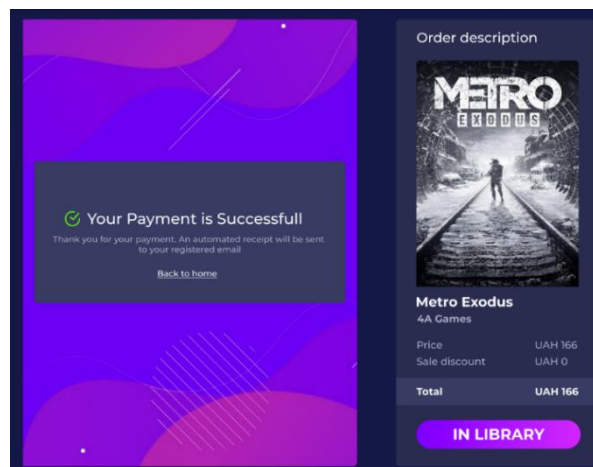 Your Payment is Successfull
Thank you for your payment. An automated receipt will be sent
to your registered email
Back to home
Order description
METRO
EXODUS
Metro Exodus
4A Games
Price UAH 166
Sale discount UAH 0
Total UAH 166
IN LIBRARY